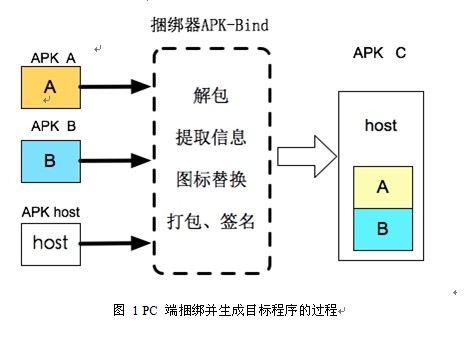 捆绑器APK-Bind
APK A
A
APK B
B
APK host
host
解包
提取信息
图标替换
打包、签名
APK C
host
A
B
图 1 PC 端捆绑并生成目标程序的过程